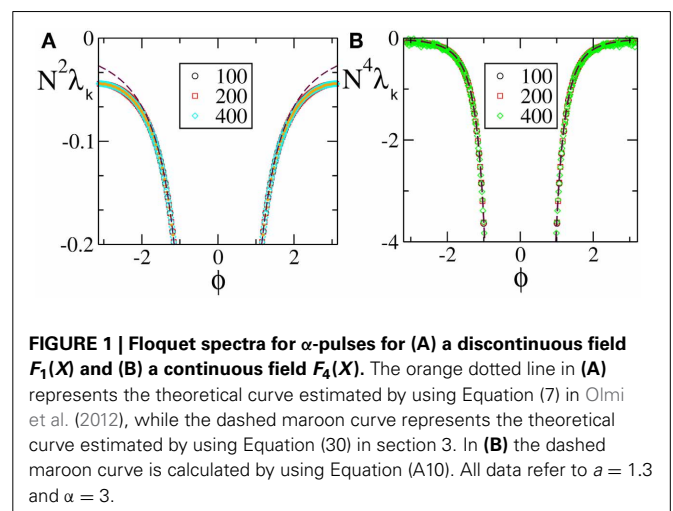 A
0
N²λₖ
-0.1
-0.2
-2
0
2
ϕ
100
200
400
B
0
N⁴λₖ
-2
-4
-2
0
2
ϕ
100
200
400
FIGURE 1 | Floquet spectra for α-pulses for (A) a discontinuous field
F₁(X) and (B) a continuous field F₄(X). The orange dotted line in (A)
represents the theoretical curve estimated by using Equation (7) in Olmi
et al. (2012), while the dashed maroon curve represents the theoretical
curve estimated by using Equation (30) in section 3. In (B) the dashed
maroon curve is calculated by using Equation (A10). All data refer to a = 1.3
and α = 3.